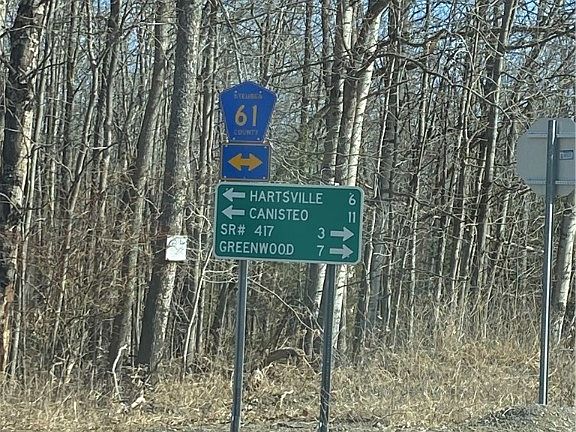 STEUBEN
61
COUNTY
← HARTSVILLE 6
← CANISTEO 11
SR# 417 3 →
GREENWOOD 7 →